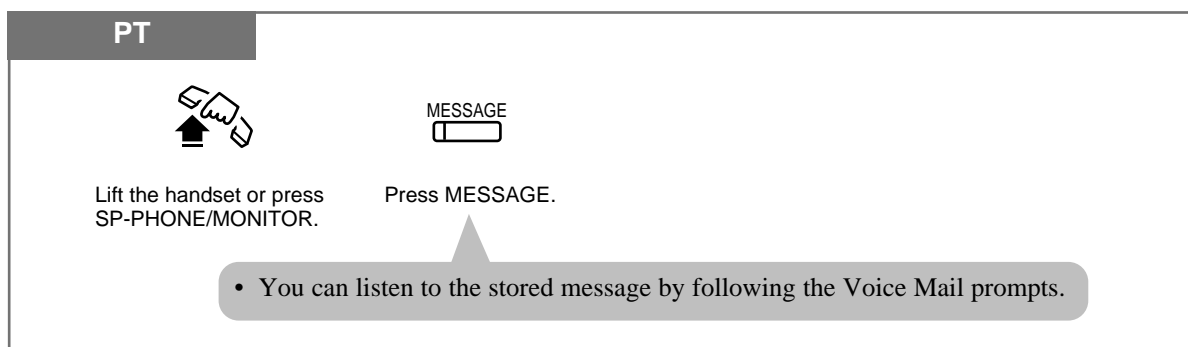 PT
MESSAGE
Lift the handset or press
SP-PHONE/MONITOR.
Press MESSAGE.
• You can listen to the stored message by following the Voice Mail prompts.